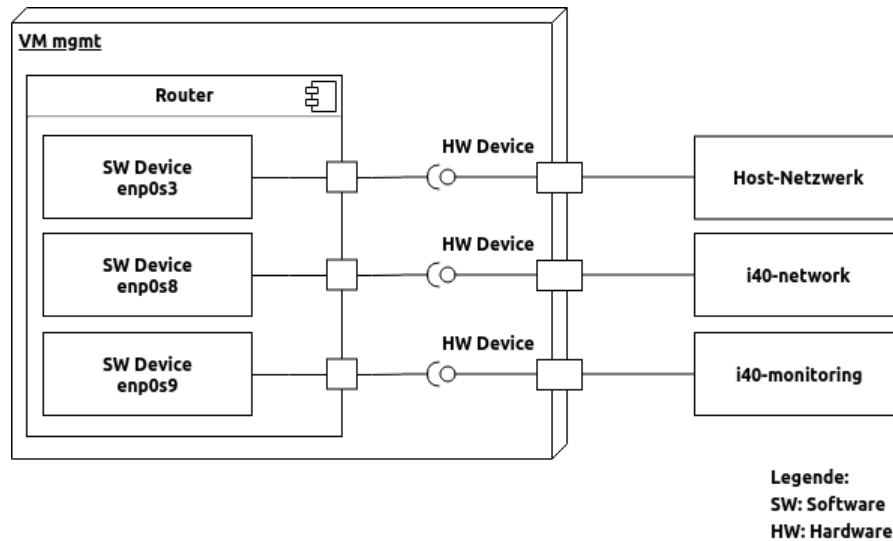 VM mgmt
Router
SW Device
enp0s3
HW Device
Host-Netzwerk
SW Device
enp0s8
HW Device
i40-network
SW Device
enp0s9
HW Device
i40-monitoring
Legende:
SW: Software
HW: Hardware